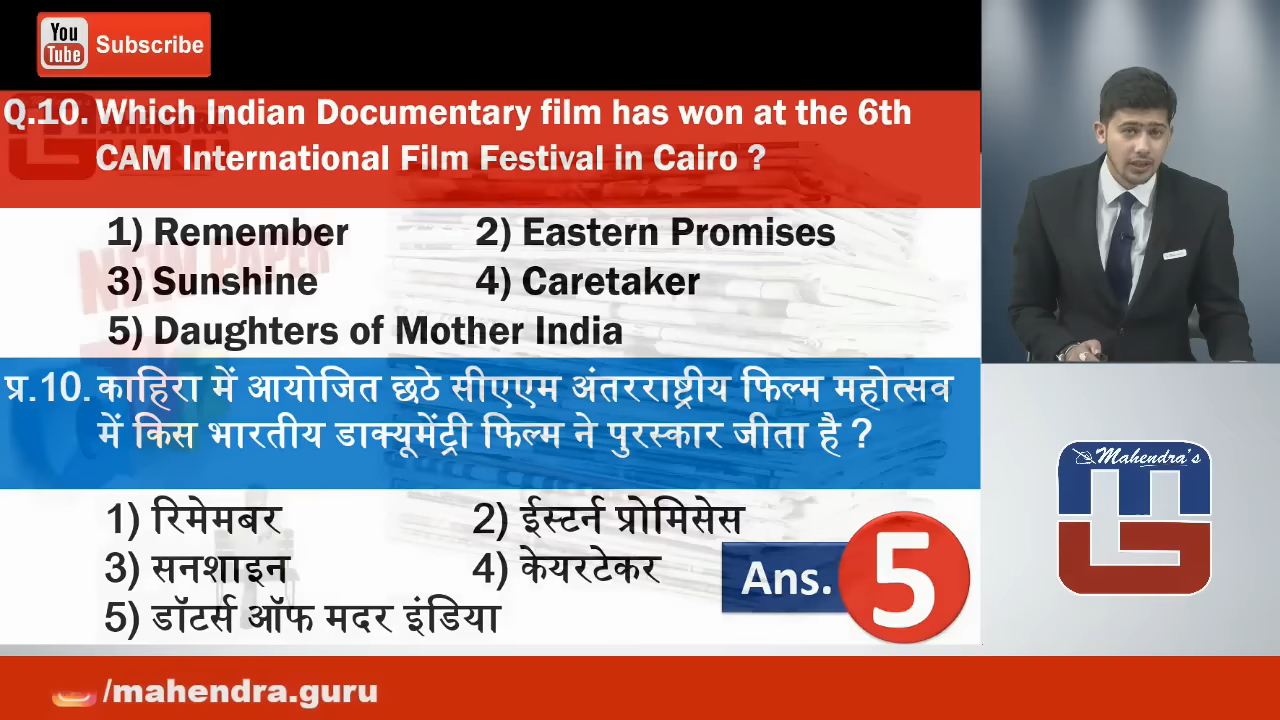 You
Tube
Subscribe
Q.10. Which Indian Documentary film has won at the 6th
CAM International Film Festival in Cairo ?
1) Remember
2) Eastern Promises
3) Sunshine
4) Caretaker
5) Daughters of Mother India
प्र.10. काहिरा में आयोजित छठे सीएएम अंतरराष्ट्रीय फिल्म महोत्सव
में किस भारतीय डाक्यूमेंट्री फिल्म ने पुरस्कार जीता है ?
1) रिमेमबर
2) ईस्टर्न प्रोमिसेस
3) सनशाइन
4) केयरटेकर
5) डॉटर्स ऑफ मदर इंडिया
Ans. 5
Mahendra's
/mahendra.guru
NEW PAPER